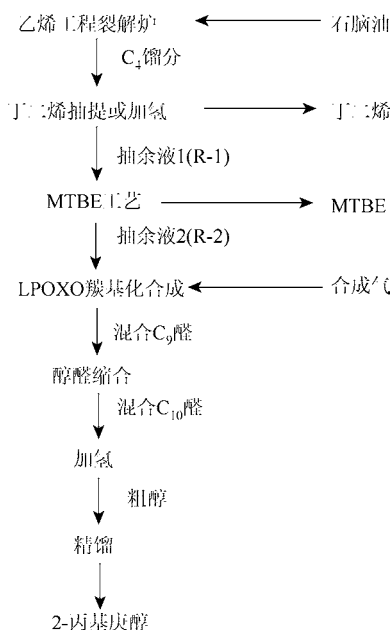 乙烯工程裂解炉 石脑油
C₄馏分
丁二烯抽提或加氢 丁二烯
抽余液1(R-1)
MTBE工艺 MTBE
抽余液2(R-2)
LPOXO羰基化合成 合成气
混合C₉醛
醇醛缩合
混合C₁₀醛
加氢
粗醇
精馏
2-丙基庚醇